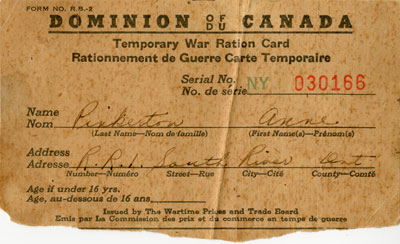 FORM NO. R.B.-2
DOMINION OF DU CANADA
Temporary War Ration Card
Rationnement de Guerre Carte Temporaire
Serial No.
No. de série NY 030166
Name
Nom Pinkerton Anne
(Last Name—Nom de famille) (First Name(s)—Prénom(s)
Address
Adresse R.R.1. South River Ont
Number—Numéro Street—Rue City—Cité County—Comté
Age if under 16 yrs.
Age, au-dessous de 16 ans
Issued by The Wartime Prices and Trade Board
Emis par La Commission des prix et du commerce en temps de guerre